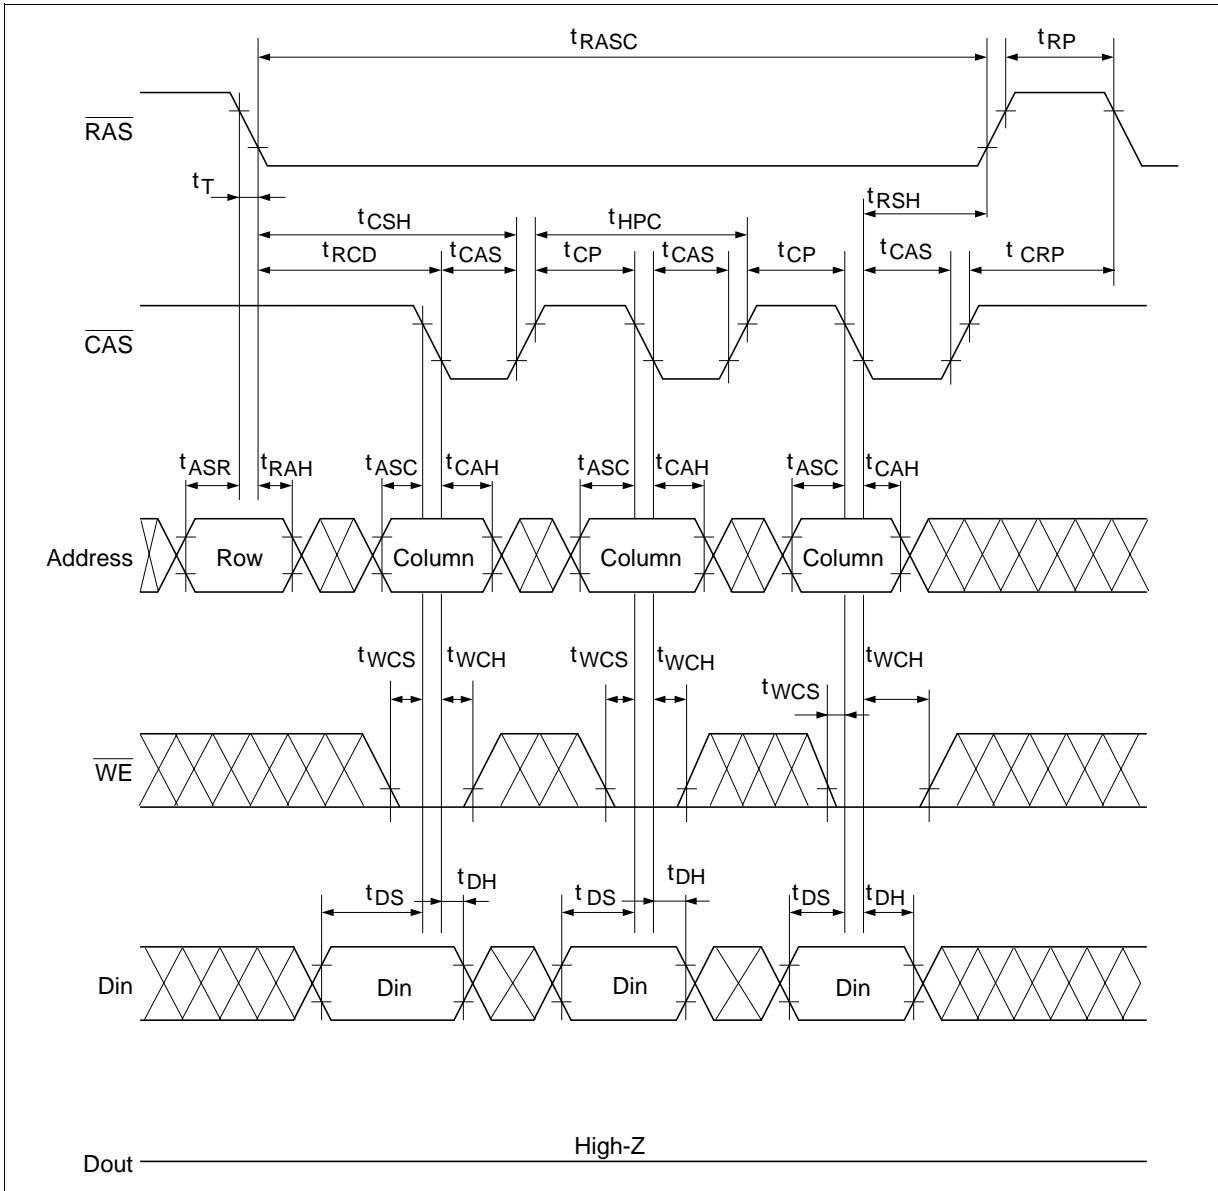 tRASC tRP
RAS
tT tRSH
tCSH tHPC
tRCD tCAS tCP tCAS tCP tCAS tCRP
CAS
tASR tRAH tASC tCAH tASC tCAH tASC tCAH
Address Row Column Column Column
tWCS tWCH tWCS tWCH tWCH
tWCS
WE
tDS tDH tDS tDH tDS tDH
Din Din Din Din
High-Z
Dout